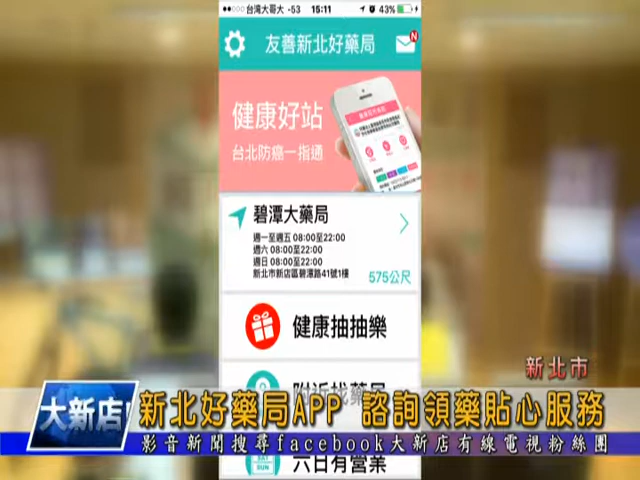 台灣大哥大 -53 15:11 43%
友善新北好藥局
N
健康好站
台北防癌一指通
碧潭大藥局
週一至週五 08:00至22:00
週六 08:00至22:00
週日 08:00至22:00
新北市新店區碧潭路41號1樓
575公尺
健康抽抽樂
附近找藥局
新北市
大新店
新北好藥局APP 諮詢領藥貼心服務
影音新聞搜尋facebook大新店有線電視粉絲團
SAT
SUN
六日有營業